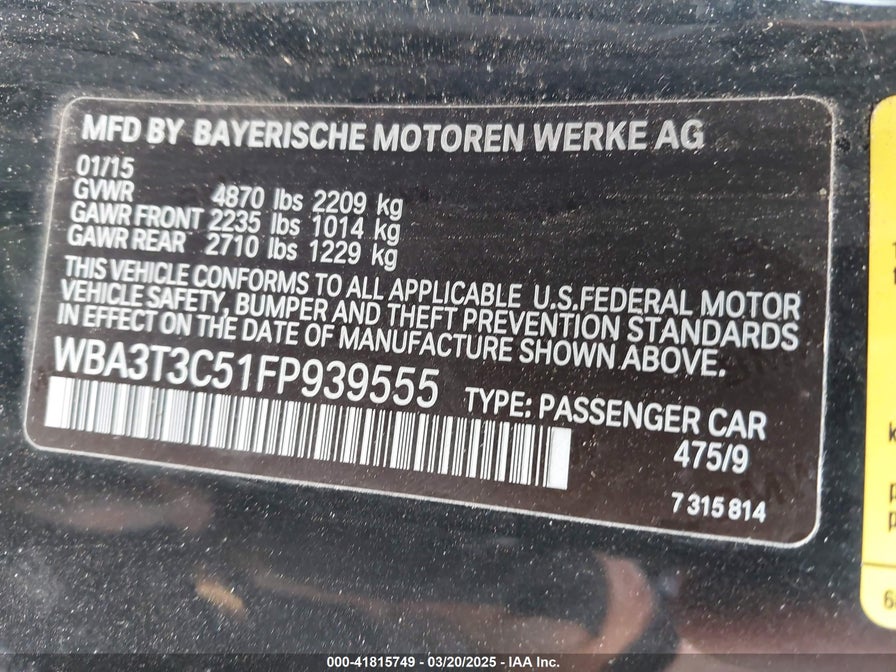 MFD BY BAYERISCHE MOTOREN WERKE AG
01/15
GVWR 4870 lbs 2209 kg
GAWR FRONT 2235 lbs 1014 kg
GAWR REAR 2710 lbs 1229 kg
THIS VEHICLE CONFORMS TO ALL APPLICABLE U.S.FEDERAL MOTOR
VEHICLE SAFETY, BUMPER AND THEFT PREVENTION STANDARDS
IN EFFECT ON THE DATE OF MANUFACTURE SHOWN ABOVE.
WBA3T3C51FP939555 TYPE: PASSENGER CAR
475/9
7 315 814
000-41815749 - 03/20/2025 - IAA Inc.